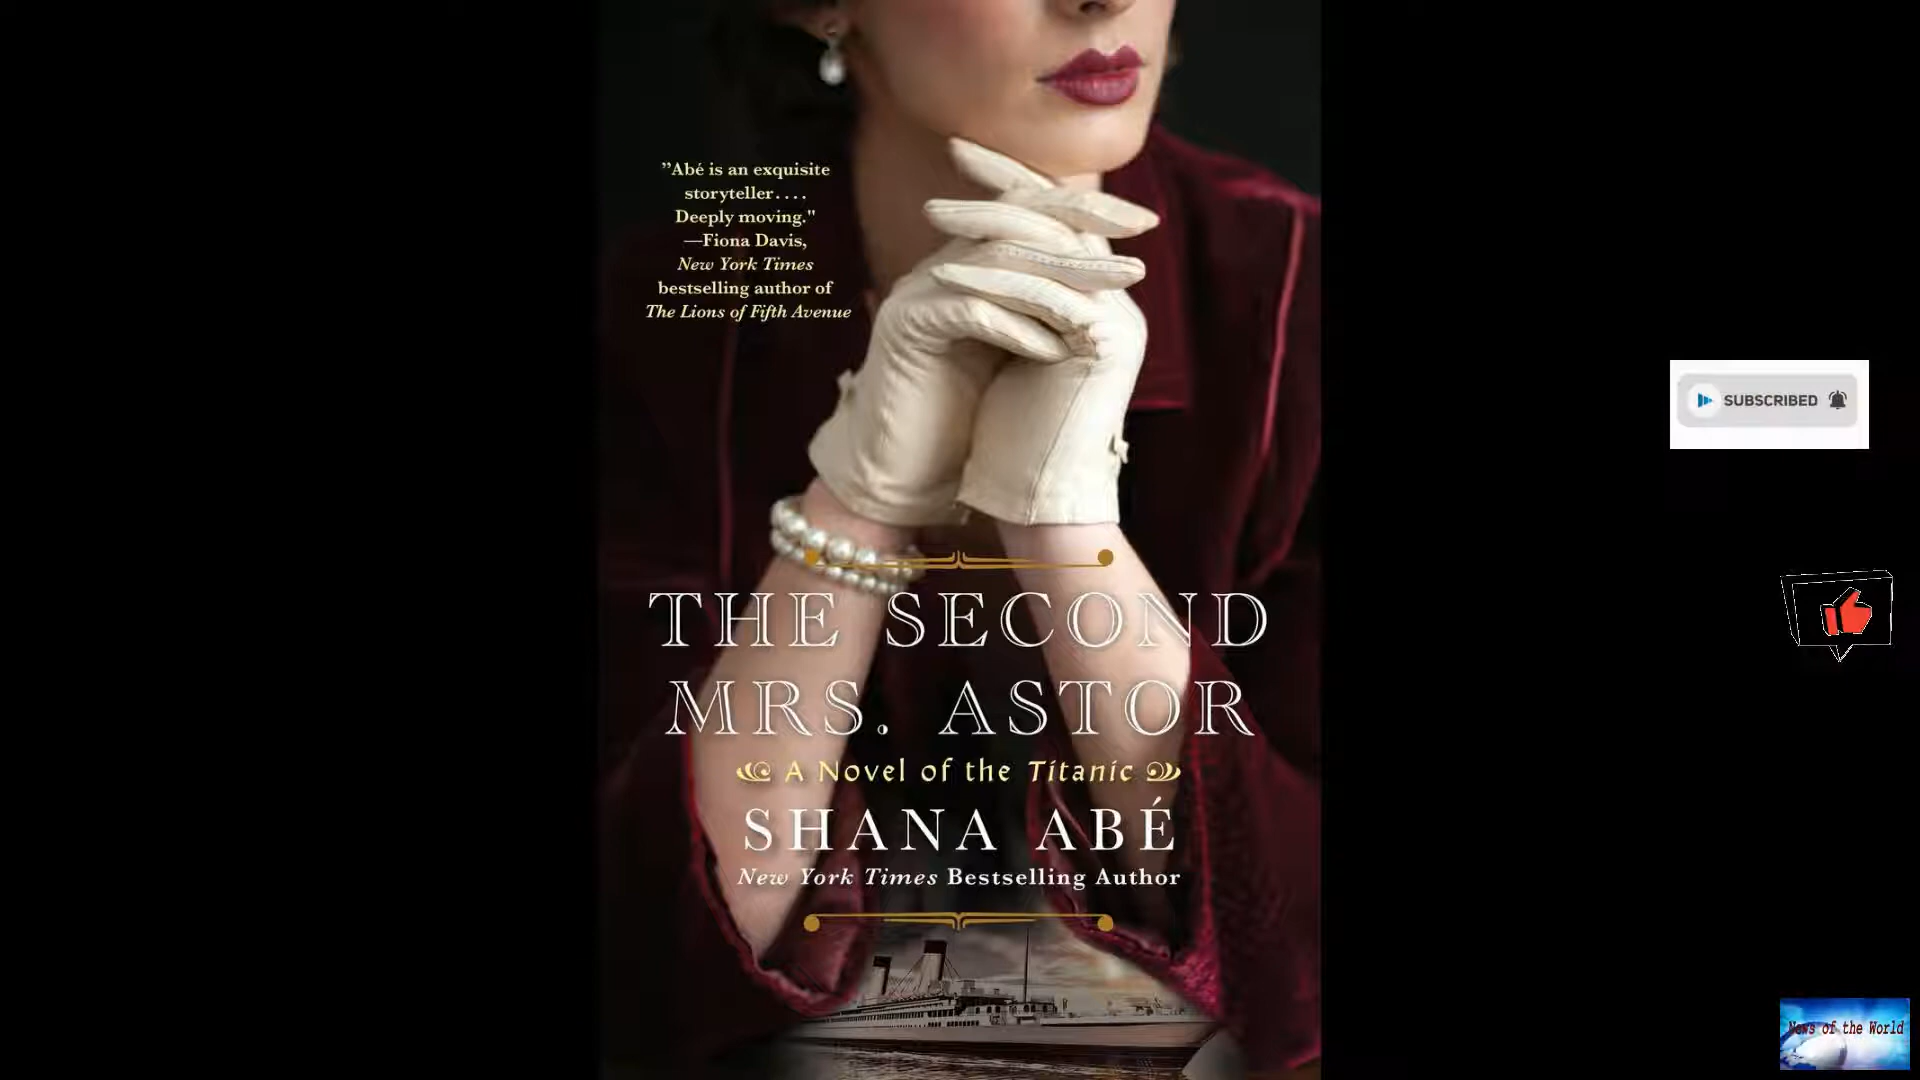 "Abé is an exquisite
storyteller....
Deeply moving."
—Fiona Davis,
New York Times
bestselling author of
The Lions of Fifth Avenue
THE SECOND
MRS. ASTOR
A Novel of the Titanic
SHANA ABÉ
New York Times Bestselling Author
SUBSCRIBED
News of the World